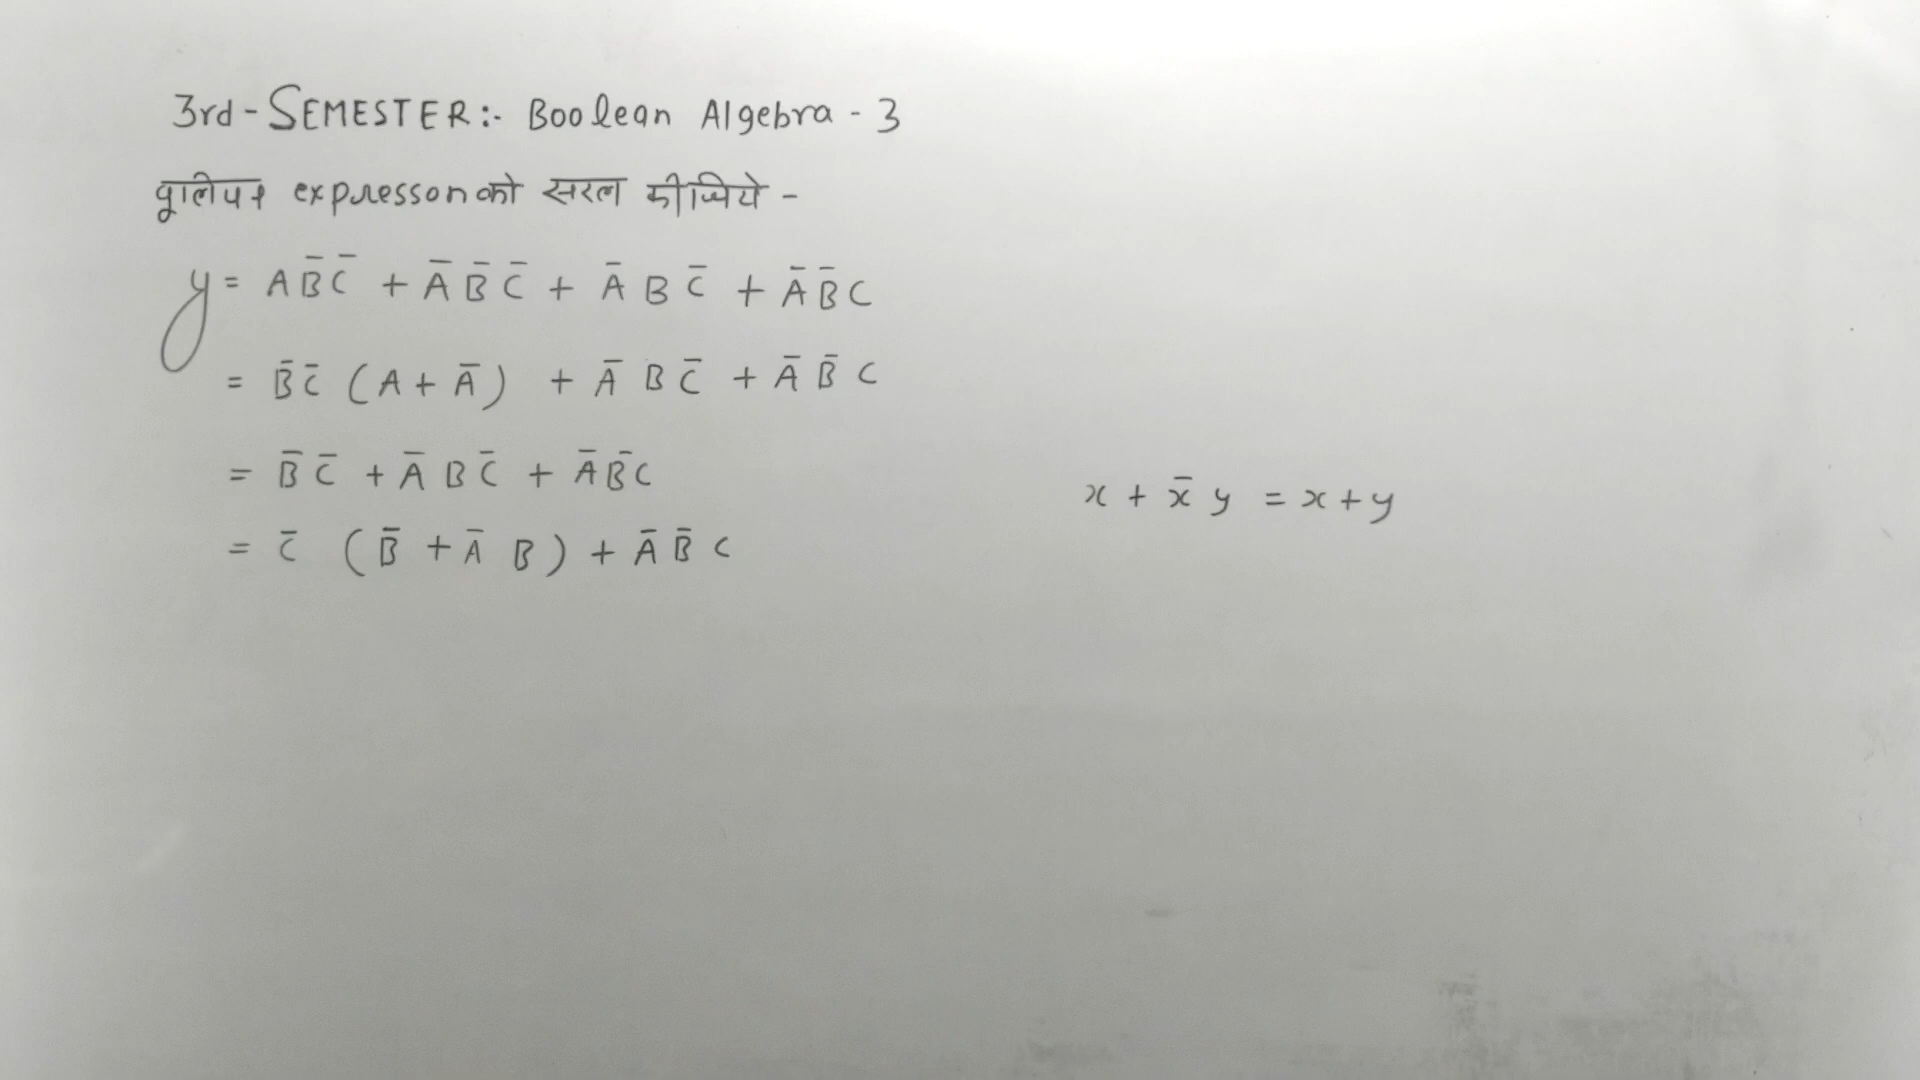 3rd-SEMESTER:- Boolean Algebra - 3
बूलियन expresson को सरल कीजिये -
y = AB̄C̄ + ĀB̄C̄ + ĀBC̄ + ĀB̄C
= B̄C̄ (A + Ā) + ĀBC̄ + ĀB̄C
= B̄C̄ + ĀBC̄ + ĀB̄C
x + x̄y = x + y
= C̄ (B̄ + ĀB) + ĀB̄C